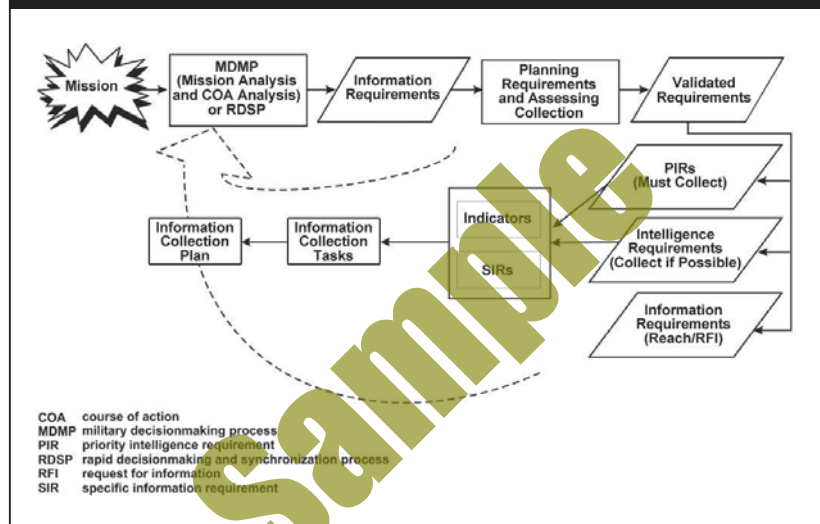 Mission
MDMP
(Mission Analysis
and COA Analysis)
or RDSP
Information
Requirements
Planning
Requirements
and Assessing
Collection
Validated
Requirements
PIRs
(Must Collect)
Indicators
SIRs
Information
Collection
Tasks
Information
Collection
Plan
Intelligence
Requirements
(Collect if Possible)
Information
Requirements
(Reach/RFI)
COA course of action
MDMP military decisionmaking process
PIR priority intelligence requirement
RDSP rapid decisionmaking and synchronization process
RFI request for information
SIR specific information requirement
Sample